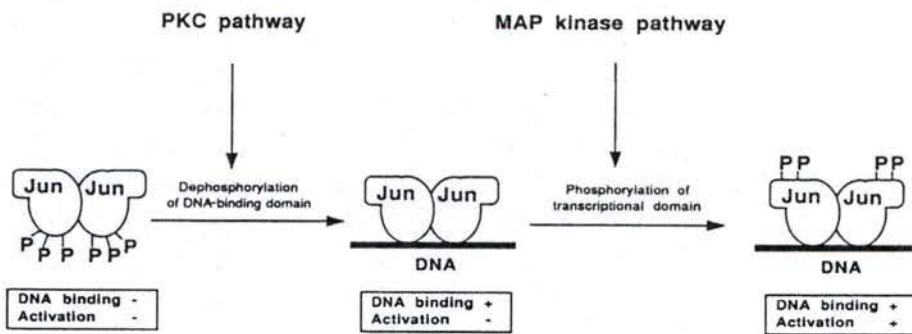 PKC pathway
MAP kinase pathway
P P
P P
Jun Jun
Dephosphorylation
of DNA-binding domain
Jun Jun
Phosphorylation of
transcriptional domain
Jun Jun
P P P P P P
DNA
DNA
DNA binding -
Activation -
DNA binding +
Activation -
DNA binding +
Activation +